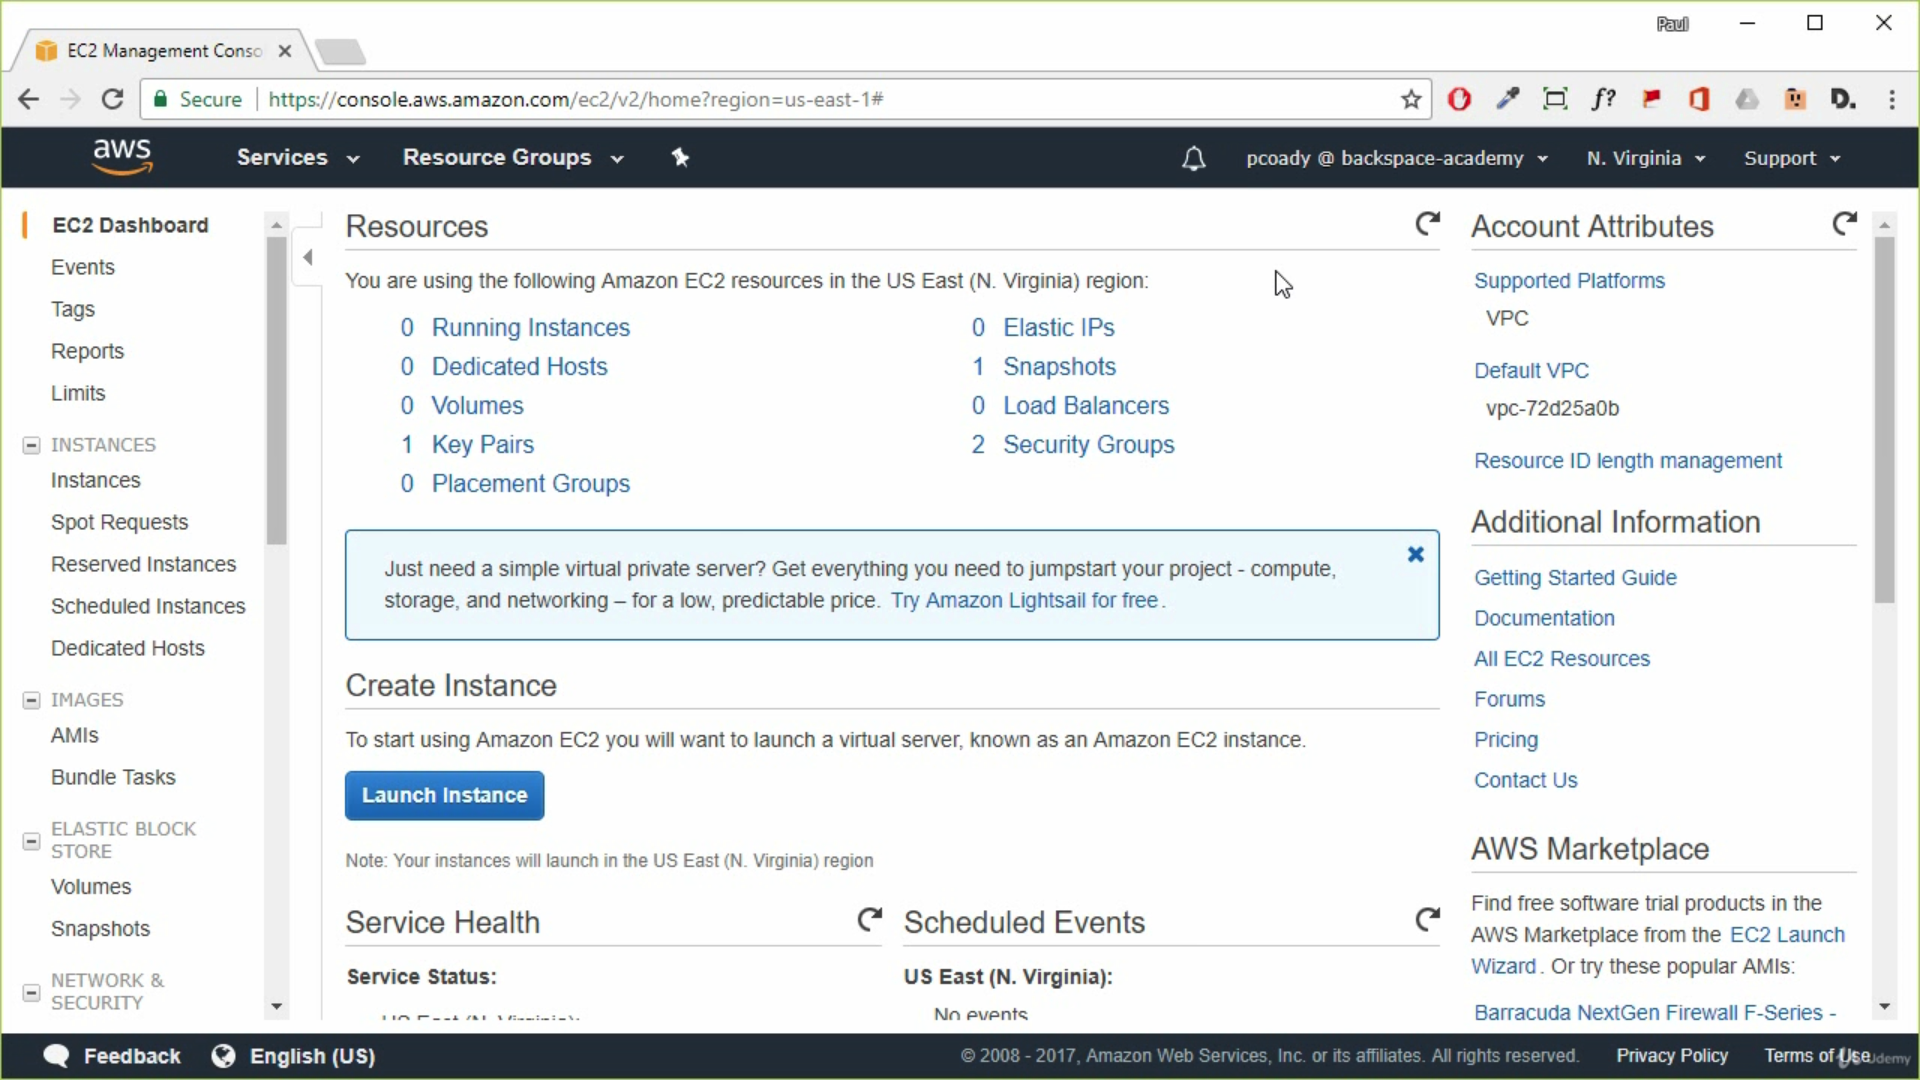 Paul
EC2 Management Conso
Secure
https://console.aws.amazon.com/ec2/v2/home?region=us-east-1#
f?
D.
aws
Services
Resource Groups
pcoady @ backspace-academy
N. Virginia
Support
EC2 Dashboard
Events
Tags
Reports
Limits
INSTANCES
Instances
Spot Requests
Reserved Instances
Scheduled Instances
Dedicated Hosts
IMAGES
AMIs
Bundle Tasks
ELASTIC BLOCK
STORE
Volumes
Snapshots
NETWORK &
SECURITY
Resources
You are using the following Amazon EC2 resources in the US East (N. Virginia) region:
0 Running Instances
0 Elastic IPs
0 Dedicated Hosts
1 Snapshots
0 Volumes
0 Load Balancers
1 Key Pairs
2 Security Groups
0 Placement Groups
Just need a simple virtual private server? Get everything you need to jumpstart your project - compute,
storage, and networking – for a low, predictable price. Try Amazon Lightsail for free.
Create Instance
To start using Amazon EC2 you will want to launch a virtual server, known as an Amazon EC2 instance.
Launch Instance
Note: Your instances will launch in the US East (N. Virginia) region
Service Health
Service Status:
US East (N. Virginia):
Scheduled Events
US East (N. Virginia):
No events
Account Attributes
Supported Platforms
VPC
Default VPC
vpc-72d25a0b
Resource ID length management
Additional Information
Getting Started Guide
Documentation
All EC2 Resources
Forums
Pricing
Contact Us
AWS Marketplace
Find free software trial products in the
AWS Marketplace from the EC2 Launch
Wizard. Or try these popular AMIs:
Barracuda NextGen Firewall F-Series -
Feedback
English (US)
© 2008 - 2017, Amazon Web Services, Inc. or its affiliates. All rights reserved.
Privacy Policy
Terms of Use
Udemy